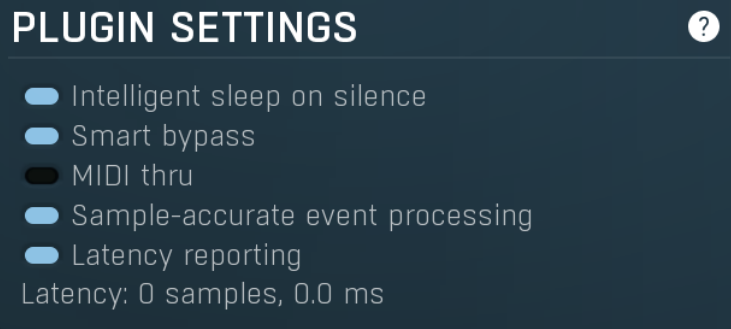 PLUGIN SETTINGS ?
Intelligent sleep on silence
Smart bypass
MIDI thru
Sample-accurate event processing
Latency reporting
Latency: 0 samples, 0.0 ms